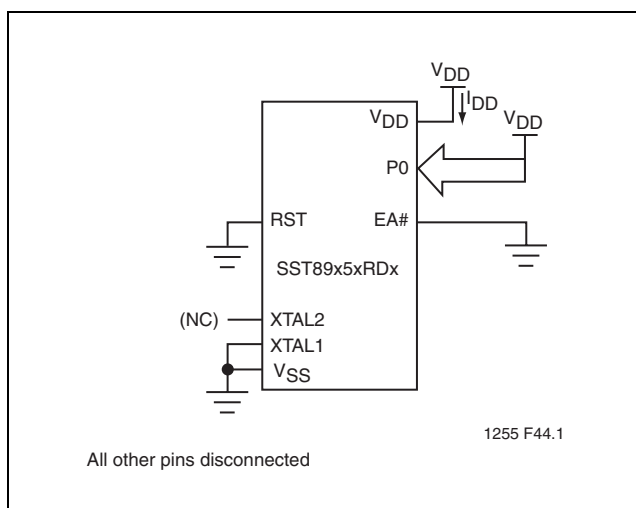 VDD
IDD
VDD
VDD
P0
RST
EA#
SST89x5xRDx
(NC)
XTAL2
XTAL1
VSS
1255 F44.1
All other pins disconnected